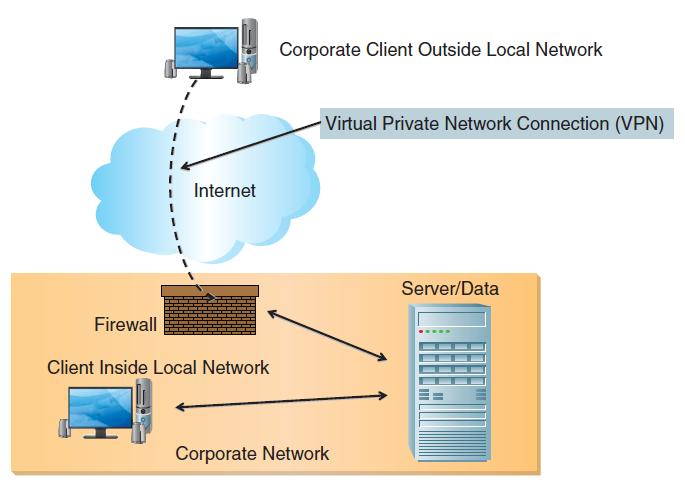 Corporate Client Outside Local Network
Virtual Private Network Connection (VPN)
Internet
Server/Data
Firewall
Client Inside Local Network
Corporate Network